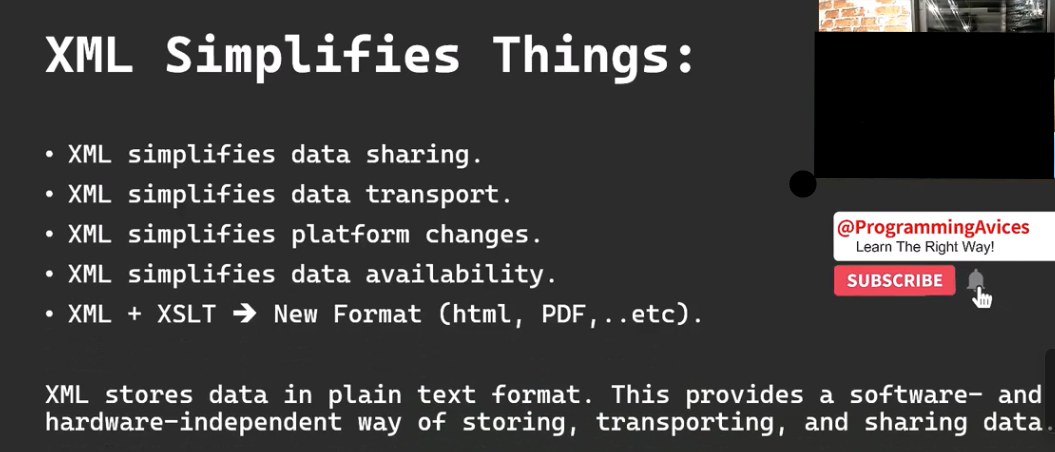 XML Simplifies Things:
• XML simplifies data sharing.
• XML simplifies data transport.
• XML simplifies platform changes.
• XML simplifies data availability.
• XML + XSLT ➔ New Format (html, PDF,..etc).
XML stores data in plain text format. This provides a software- and
hardware-independent way of storing, transporting, and sharing data.
@ProgrammingAvices
Learn The Right Way!
SUBSCRIBE